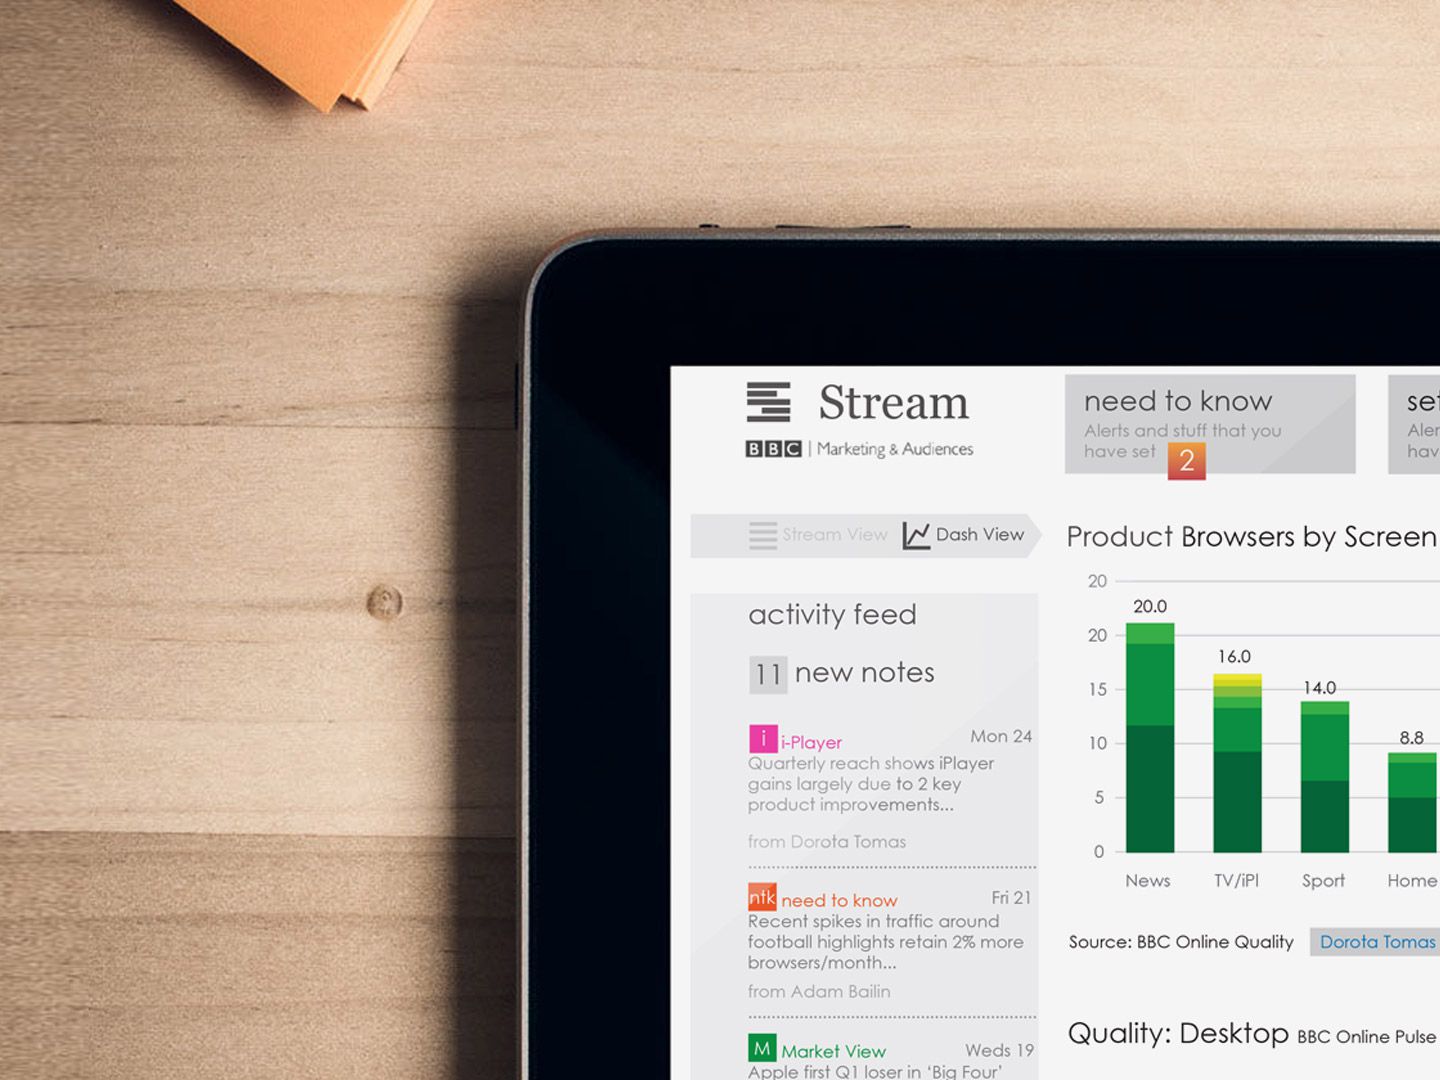 Stream
BBC | Marketing & Audiences
need to know
Alerts and stuff that you
have set
2
Stream View
Dash View
activity feed
11 new notes
i i-Player Mon 24
Quarterly reach shows iPlayer
gains largely due to 2 key
product improvements...
from Dorota Tomas
ntk need to know Fri 21
Recent spikes in traffic around
football highlights retain 2% more
browsers/month...
from Adam Bailin
M Market View Weds 19
Apple first Q1 loser in ‘Big Four’
Product Browsers by Screen
20
20
15
10
5
0
20.0
16.0
14.0
8.8
News
TV/iPl
Sport
Home
Source: BBC Online Quality
Dorota Tomas
Quality: Desktop BBC Online Pulse